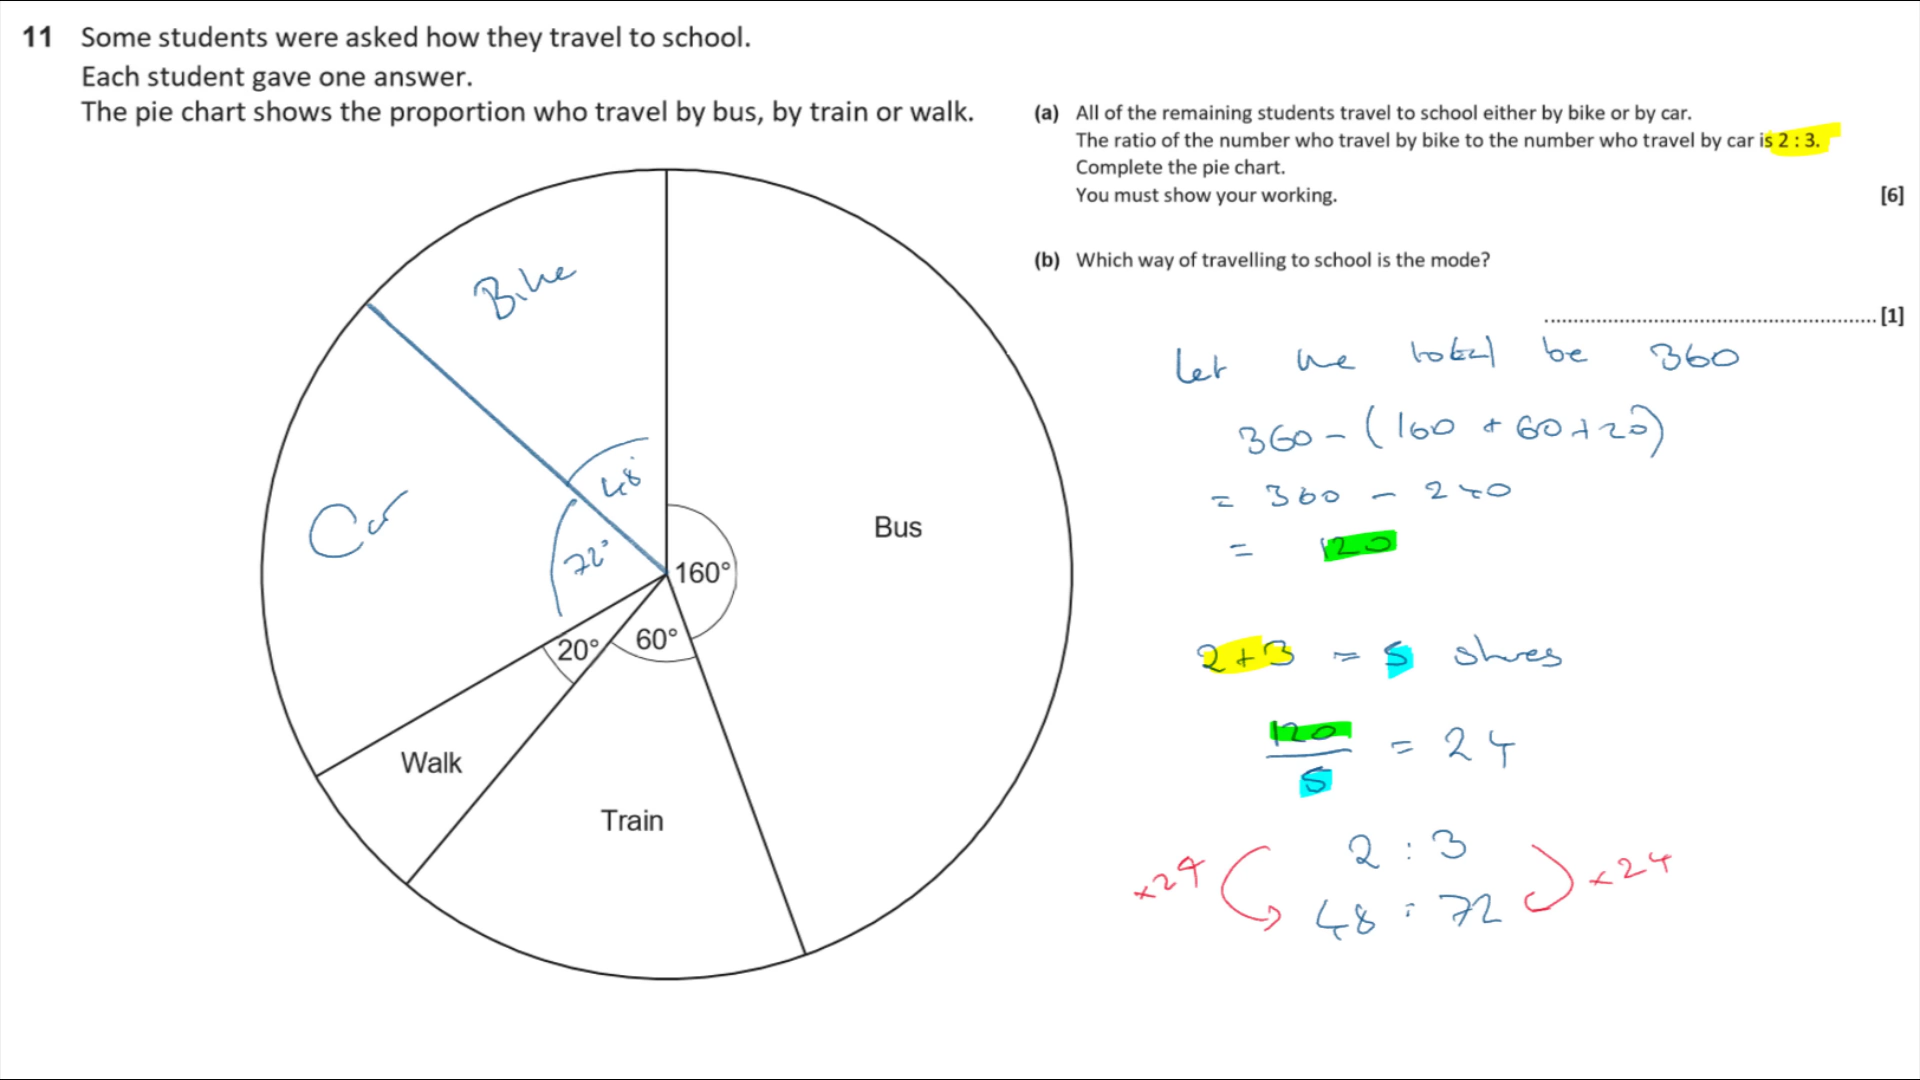 11 Some students were asked how they travel to school.
Each student gave one answer.
The pie chart shows the proportion who travel by bus, by train or walk.
(a) All of the remaining students travel to school either by bike or by car.
The ratio of the number who travel by bike to the number who travel by car is 2 : 3.
Complete the pie chart.
You must show your working.
[6]
(b) Which way of travelling to school is the mode?
[1]
Bike
Car
48°
72°
160°
Bus
20°
60°
Walk
Train
Let the total be 360
360 - (160 + 60 + 20)
= 360 - 240
= 120
2 + 3 = 5 shares
120
5
= 24
2 : 3
×24
×24
48 : 72